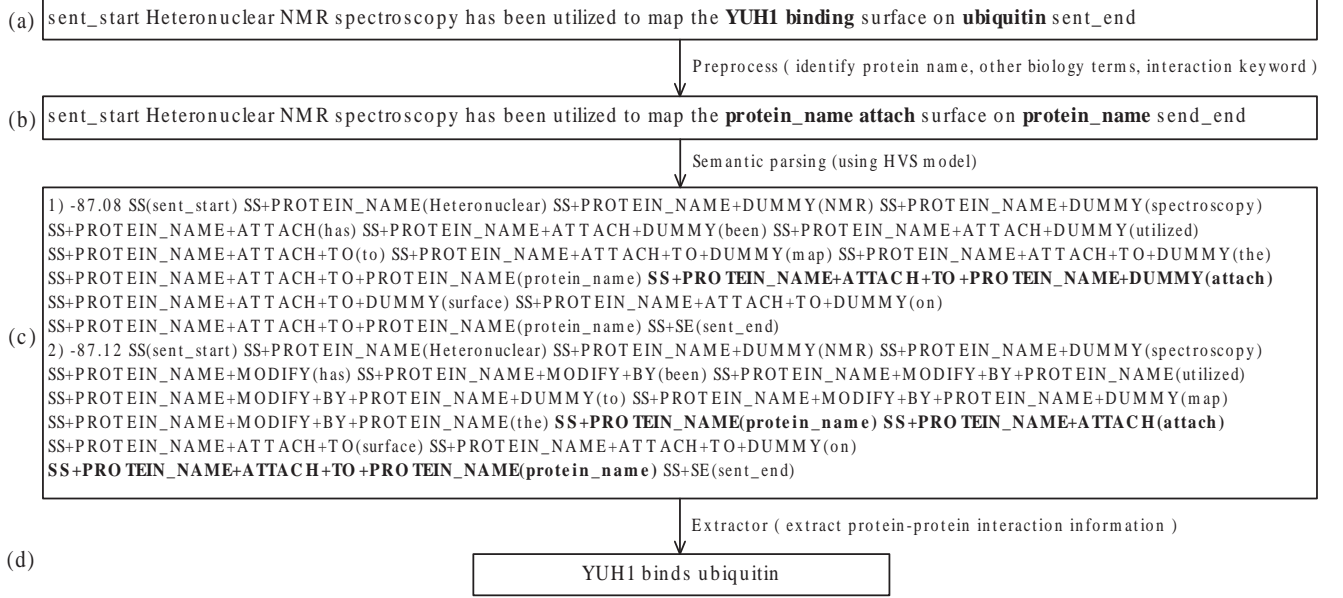 (a) sent_start Heteronuclear NMR spectroscopy has been utilized to map the YUH1 binding surface on ubiquitin sent_end
Preprocess ( identify protein name, other biology terms, interaction keyword )
(b) sent_start Heteronuclear NMR spectroscopy has been utilized to map the protein_name attach surface on protein_name send_end
Semantic parsing (using HVS model)
(c)
1) -87.08 SS(sent_start) SS+PROTEIN_NAME(Heteronuclear) SS+PROTEIN_NAME+DUMMY(NMR) SS+PROTEIN_NAME+DUMMY(spectroscopy)
SS+PROTEIN_NAME+ATTACH(has) SS+PROTEIN_NAME+ATTACH+DUMMY(been) SS+PROTEIN_NAME+ATTACH+DUMMY(utilized)
SS+PROTEIN_NAME+ATTACH+TO(to) SS+PROTEIN_NAME+ATTACH+TO+DUMMY(map) SS+PROTEIN_NAME+ATTACH+TO+DUMMY(the)
SS+PROTEIN_NAME+ATTACH+TO+PROTEIN_NAME(protein_name) SS+PROTEIN_NAME+ATTACH+TO+PROTEIN_NAME+DUMMY(attach)
SS+PROTEIN_NAME+ATTACH+TO+DUMMY(surface) SS+PROTEIN_NAME+ATTACH+TO+DUMMY(on)
SS+PROTEIN_NAME+ATTACH+TO+PROTEIN_NAME(protein_name) SS+SE(sent_end)
2) -87.12 SS(sent_start) SS+PROTEIN_NAME(Heteronuclear) SS+PROTEIN_NAME+DUMMY(NMR) SS+PROTEIN_NAME+DUMMY(spectroscopy)
SS+PROTEIN_NAME+MODIFY(has) SS+PROTEIN_NAME+MODIFY+BY(been) SS+PROTEIN_NAME+MODIFY+BY+PROTEIN_NAME(utilized)
SS+PROTEIN_NAME+MODIFY+BY+PROTEIN_NAME+DUMMY(to) SS+PROTEIN_NAME+MODIFY+BY+PROTEIN_NAME+DUMMY(map)
SS+PROTEIN_NAME+MODIFY+BY+PROTEIN_NAME(the) SS+PROTEIN_NAME(protein_name) SS+PROTEIN_NAME+ATTACH(attach)
SS+PROTEIN_NAME+ATTACH+TO(surface) SS+PROTEIN_NAME+ATTACH+TO+DUMMY(on)
SS+PROTEIN_NAME+ATTACH+TO+PROTEIN_NAME(protein_name) SS+SE(sent_end)
Extractor ( extract protein-protein interaction information )
(d)
YUH1 binds ubiquitin